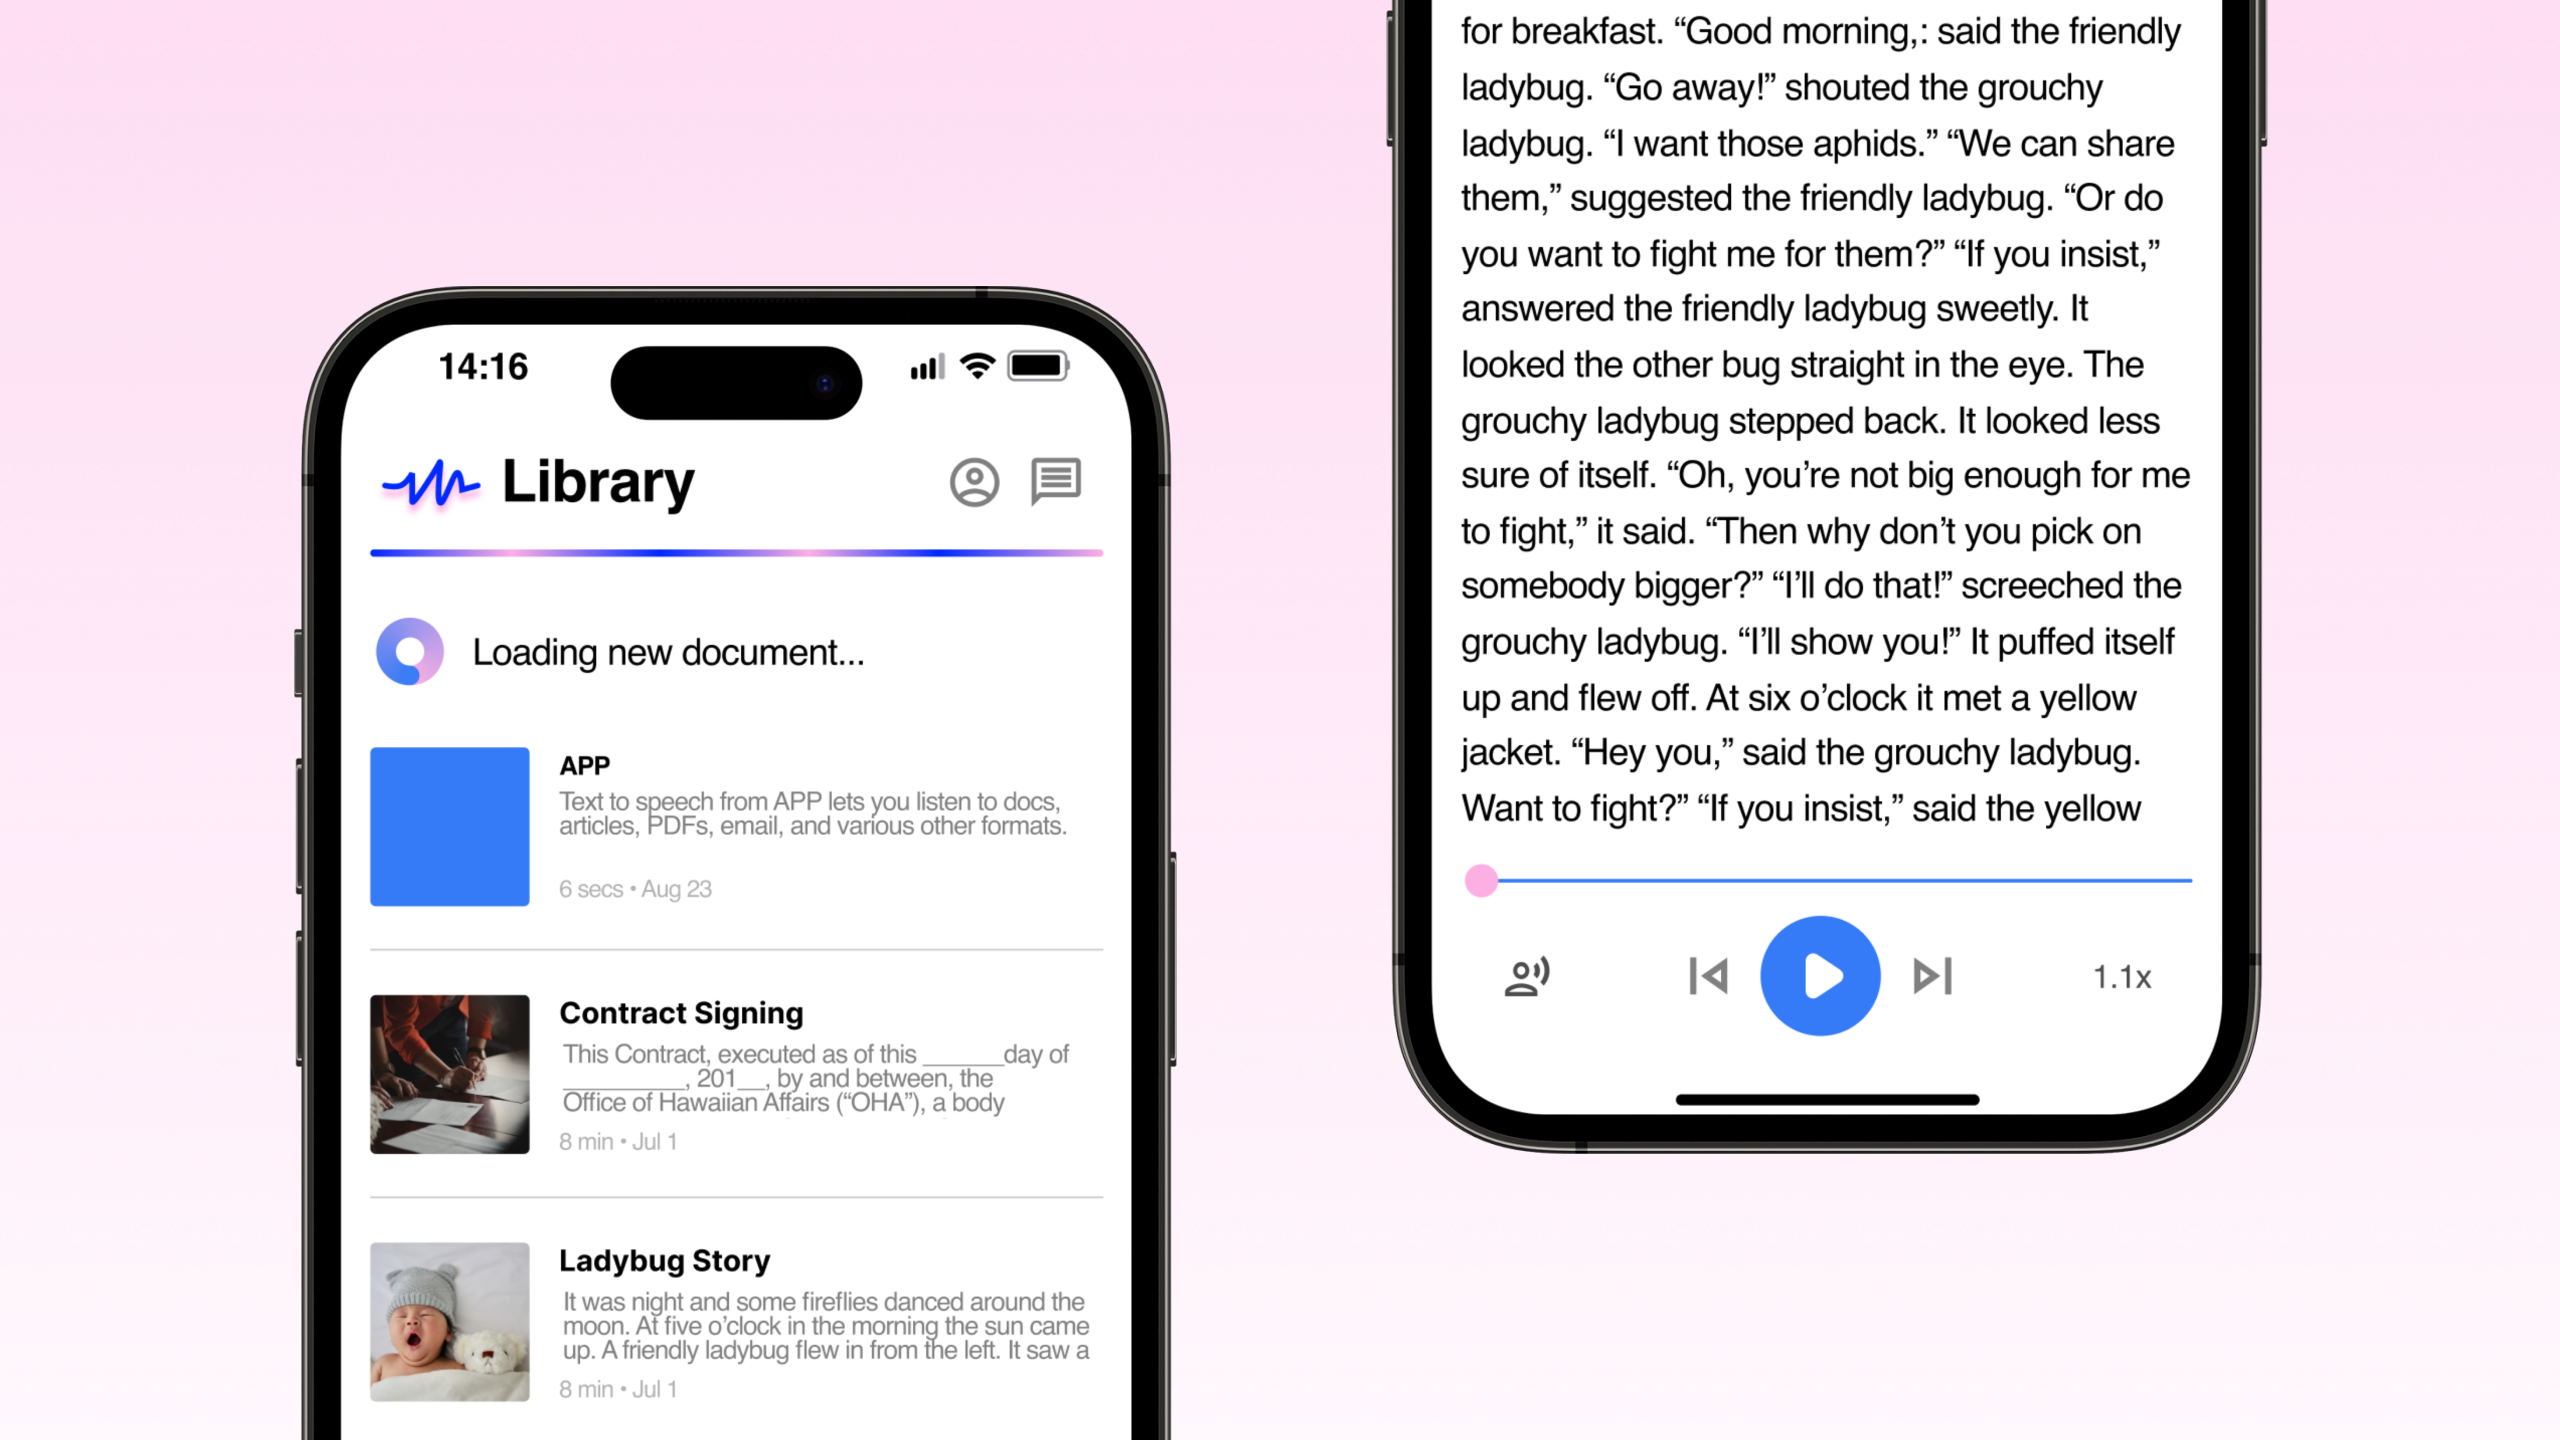 14:16
Library
Loading new document...
APP
Text to speech from APP lets you listen to docs,
articles, PDFs, email, and various other formats.
6 secs • Aug 23
Contract Signing
This Contract, executed as of this ______day of
_________, 201__, by and between, the
Office of Hawaiian Affairs (“OHA”), a body
8 min • Jul 1
Ladybug Story
It was night and some fireflies danced around the
moon. At five o’clock in the morning the sun came
up. A friendly ladybug flew in from the left. It saw a
8 min • Jul 1
for breakfast. “Good morning,: said the friendly
ladybug. “Go away!” shouted the grouchy
ladybug. “I want those aphids.” “We can share
them,” suggested the friendly ladybug. “Or do
you want to fight me for them?” “If you insist,”
answered the friendly ladybug sweetly. It
looked the other bug straight in the eye. The
grouchy ladybug stepped back. It looked less
sure of itself. “Oh, you’re not big enough for me
to fight,” it said. “Then why don’t you pick on
somebody bigger?” “I’ll do that!” screeched the
grouchy ladybug. “I’ll show you!” It puffed itself
up and flew off. At six o’clock it met a yellow
jacket. “Hey you,” said the grouchy ladybug.
Want to fight?” “If you insist,” said the yellow
1.1x